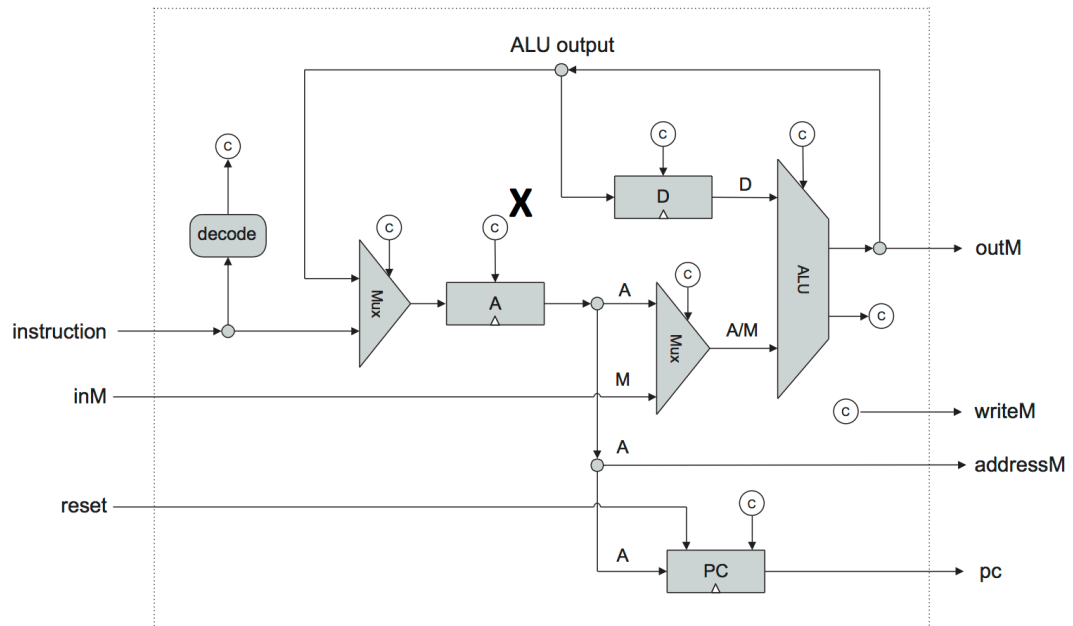 ALU output
C
C
C
D
D
X
decode
C
C
C
outM
Mux
A
A
Mux
A/M
ALU
C
instruction
inM
M
C
writeM
A
addressM
reset
C
A
PC
pc